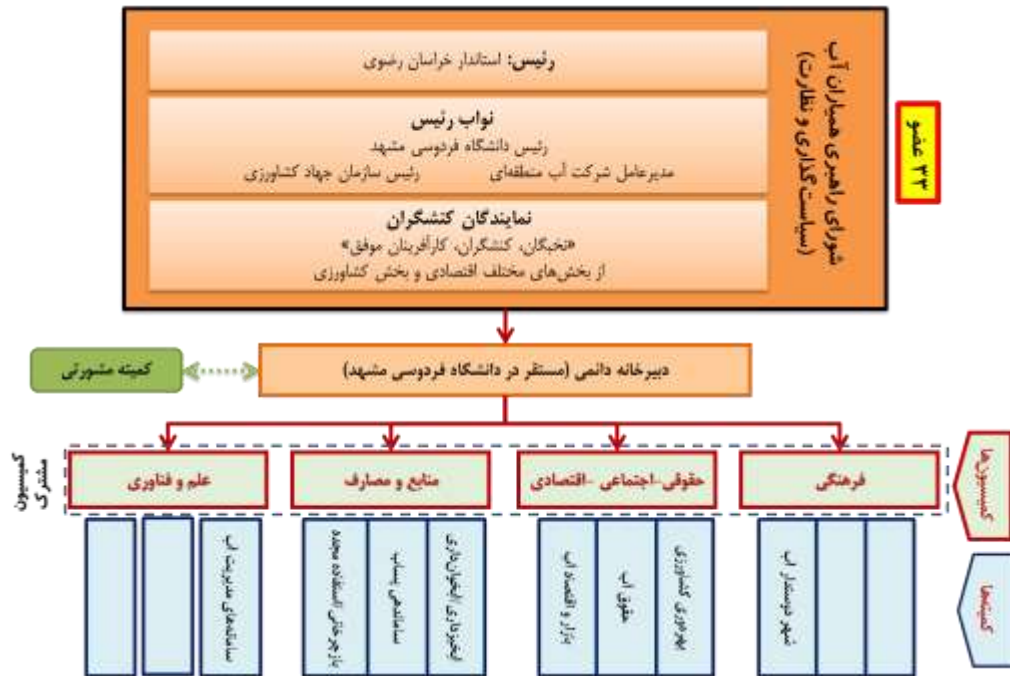 شورای راهبری همیاران آب
(سیاست‌گذاری و نظارت)
۳۳ عضو
رئیس: استاندار خراسان رضوی
نواب رئیس
رئیس دانشگاه فردوسی مشهد
مدیرعامل شرکت آب منطقه‌ای رئیس سازمان جهاد کشاورزی
نمایندگان کنشگران
«نخبگان، کنشگران، کارآفرینان موفق»
از بخش‌های مختلف اقتصادی و بخش کشاورزی
دبیرخانه دائمی (مستقر در دانشگاه فردوسی مشهد)
کمیته مشورتی
کمیسیون‌ها
فرهنگی
حقوقی-اجتماعی -اقتصادی
منابع و مصارف
علم و فناوری
کمیسیون
مشترک
کمیته‌ها
شهر دوستدار آب
بهره‌وری کشاورزی
حقوق آب
بازار و اقتصاد آب
آبخیزداری آبخوان‌داری
ساماندهی پساب
بازچرخانی استفاده مجدد
سامانه‌های مدیریت آب